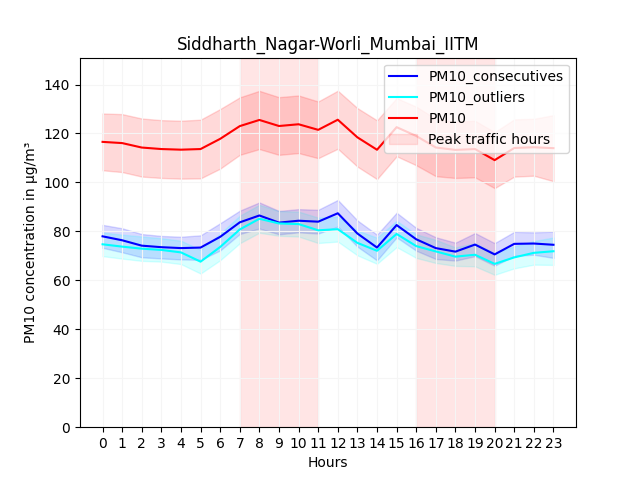 Siddharth_Nagar-Worli_Mumbai_IITM
PM10_consecutives
PM10_outliers
PM10
Peak traffic hours
PM10 concentration in µg/m³
140
120
100
80
60
40
20
0
0 1 2 3 4 5 6 7 8 9 10 11 12 13 14 15 16 17 18 19 20 21 22 23
Hours